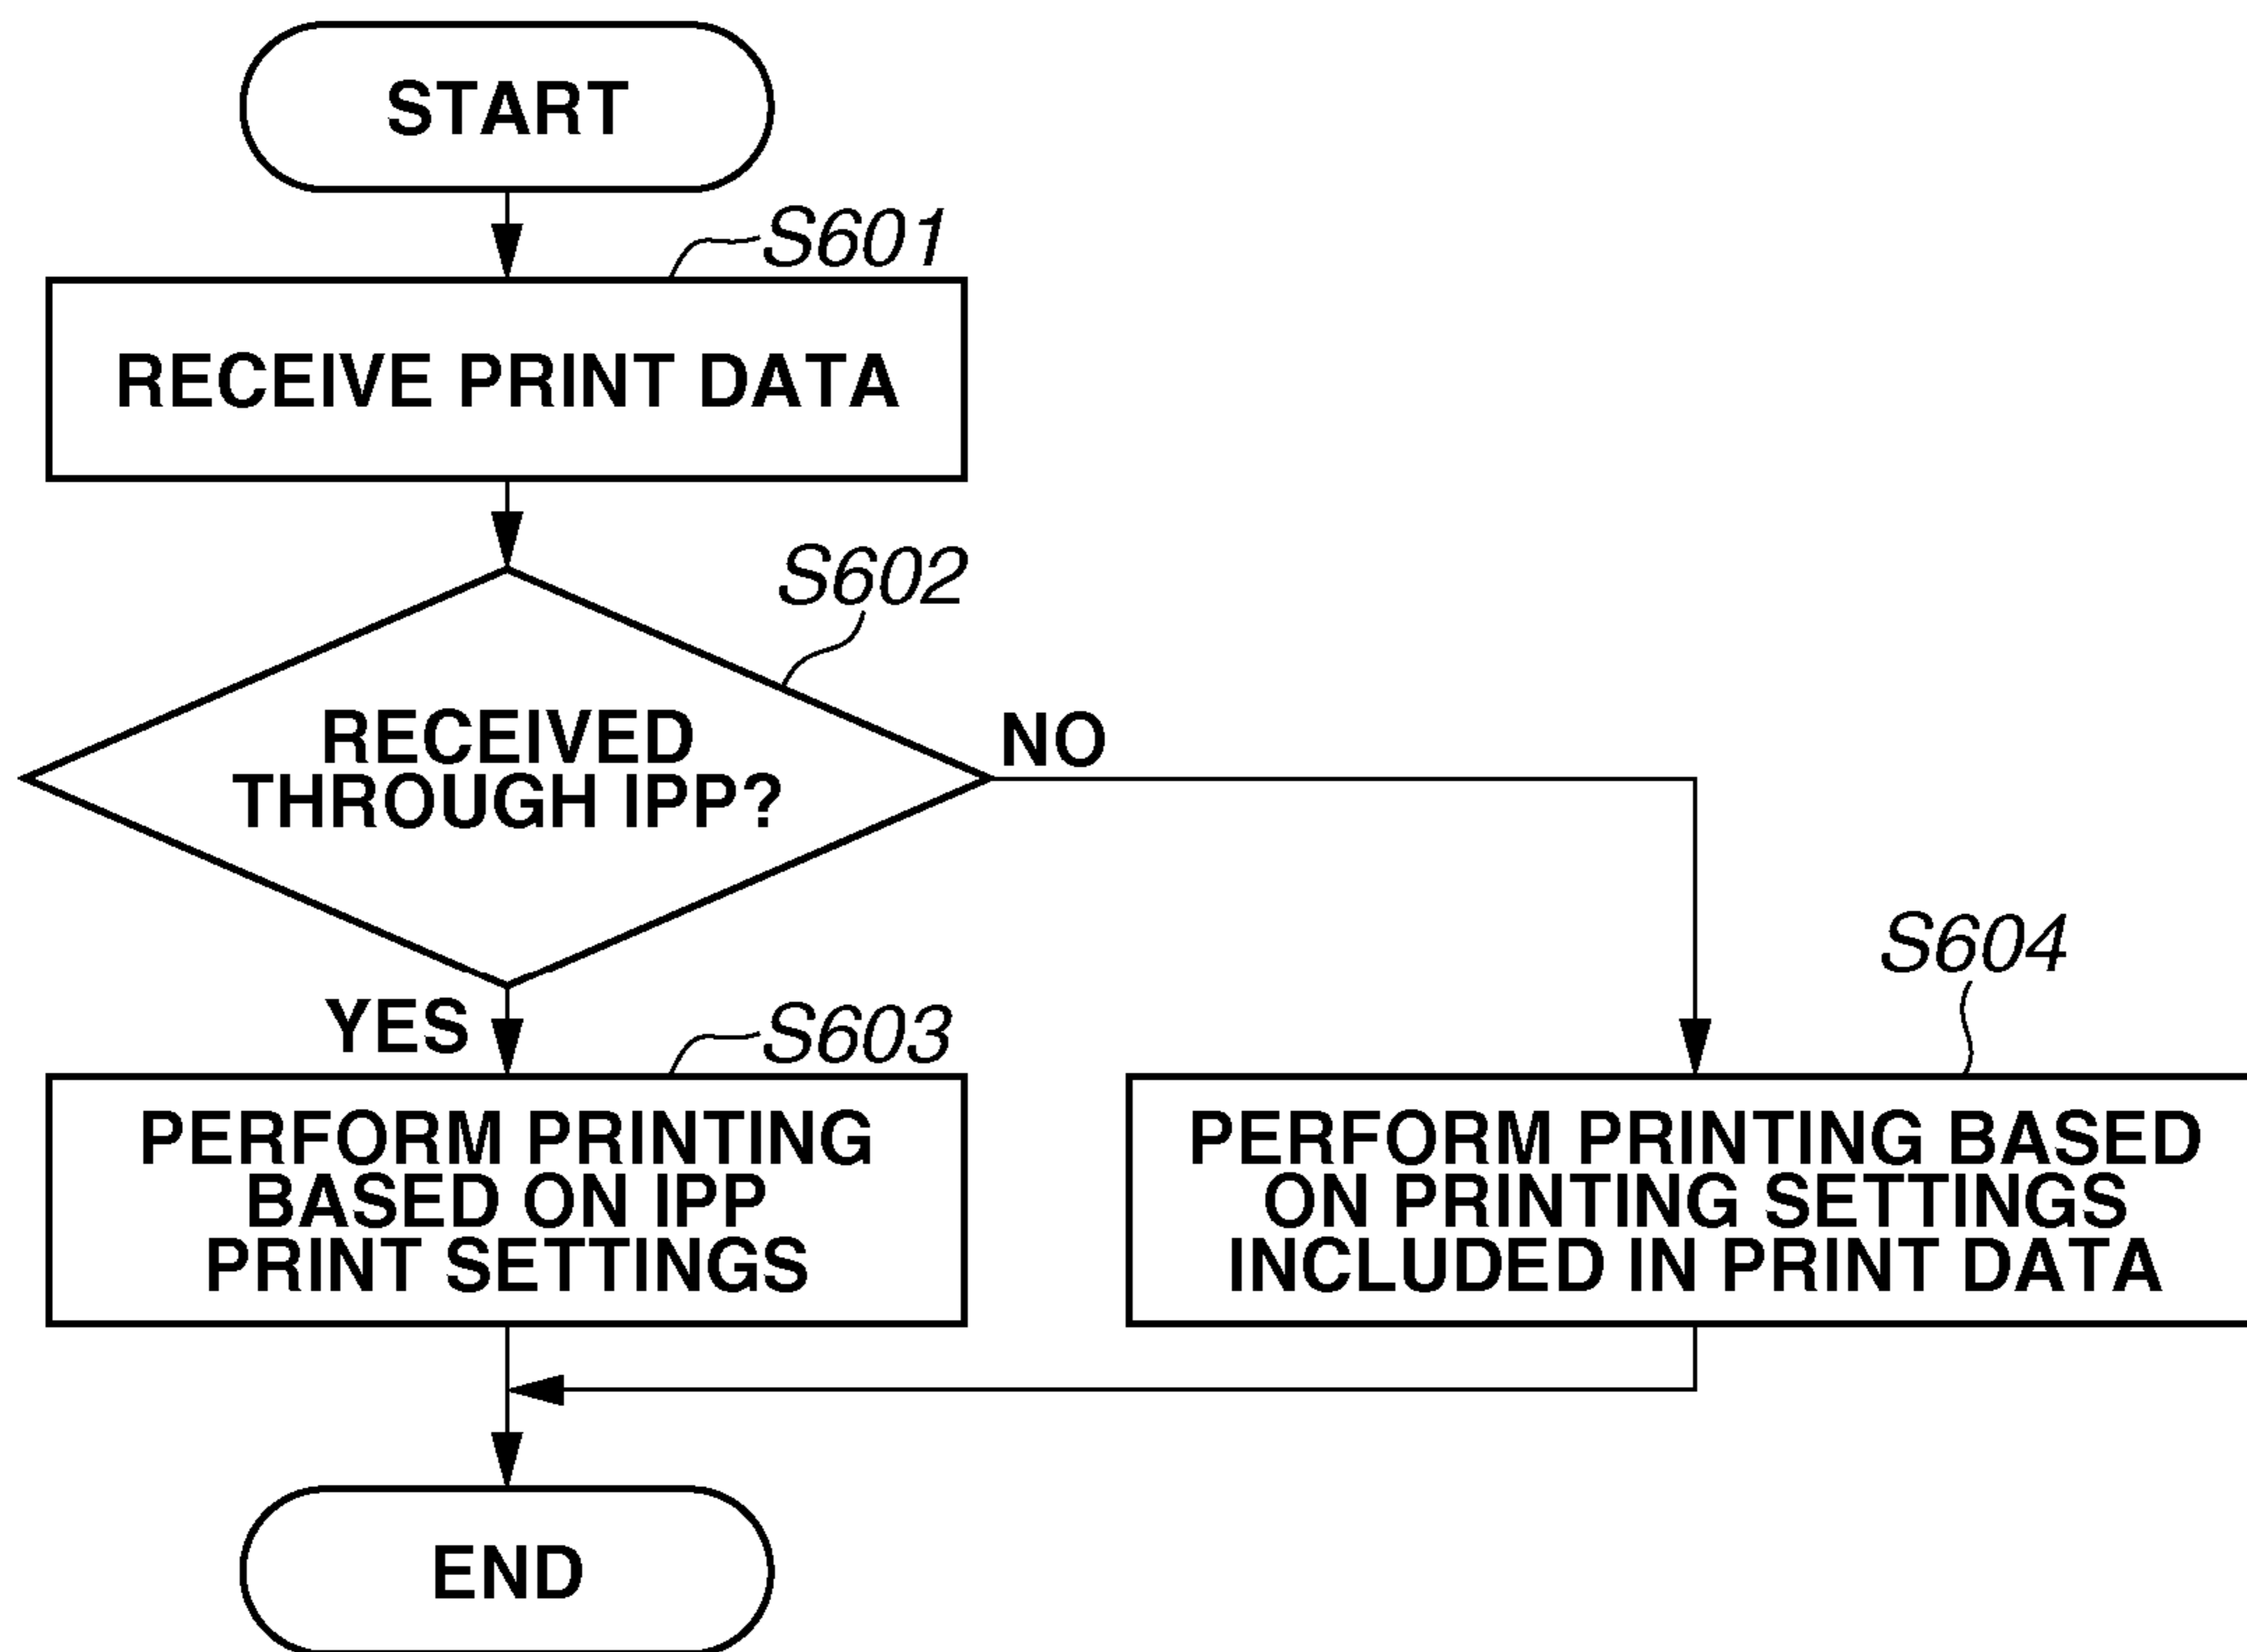 START
S601
RECEIVE PRINT DATA
S602
RECEIVED
THROUGH IPP?
NO
YES
S603
PERFORM PRINTING
BASED ON IPP
PRINT SETTINGS
S604
PERFORM PRINTING BASED
ON PRINTING SETTINGS
INCLUDED IN PRINT DATA
END